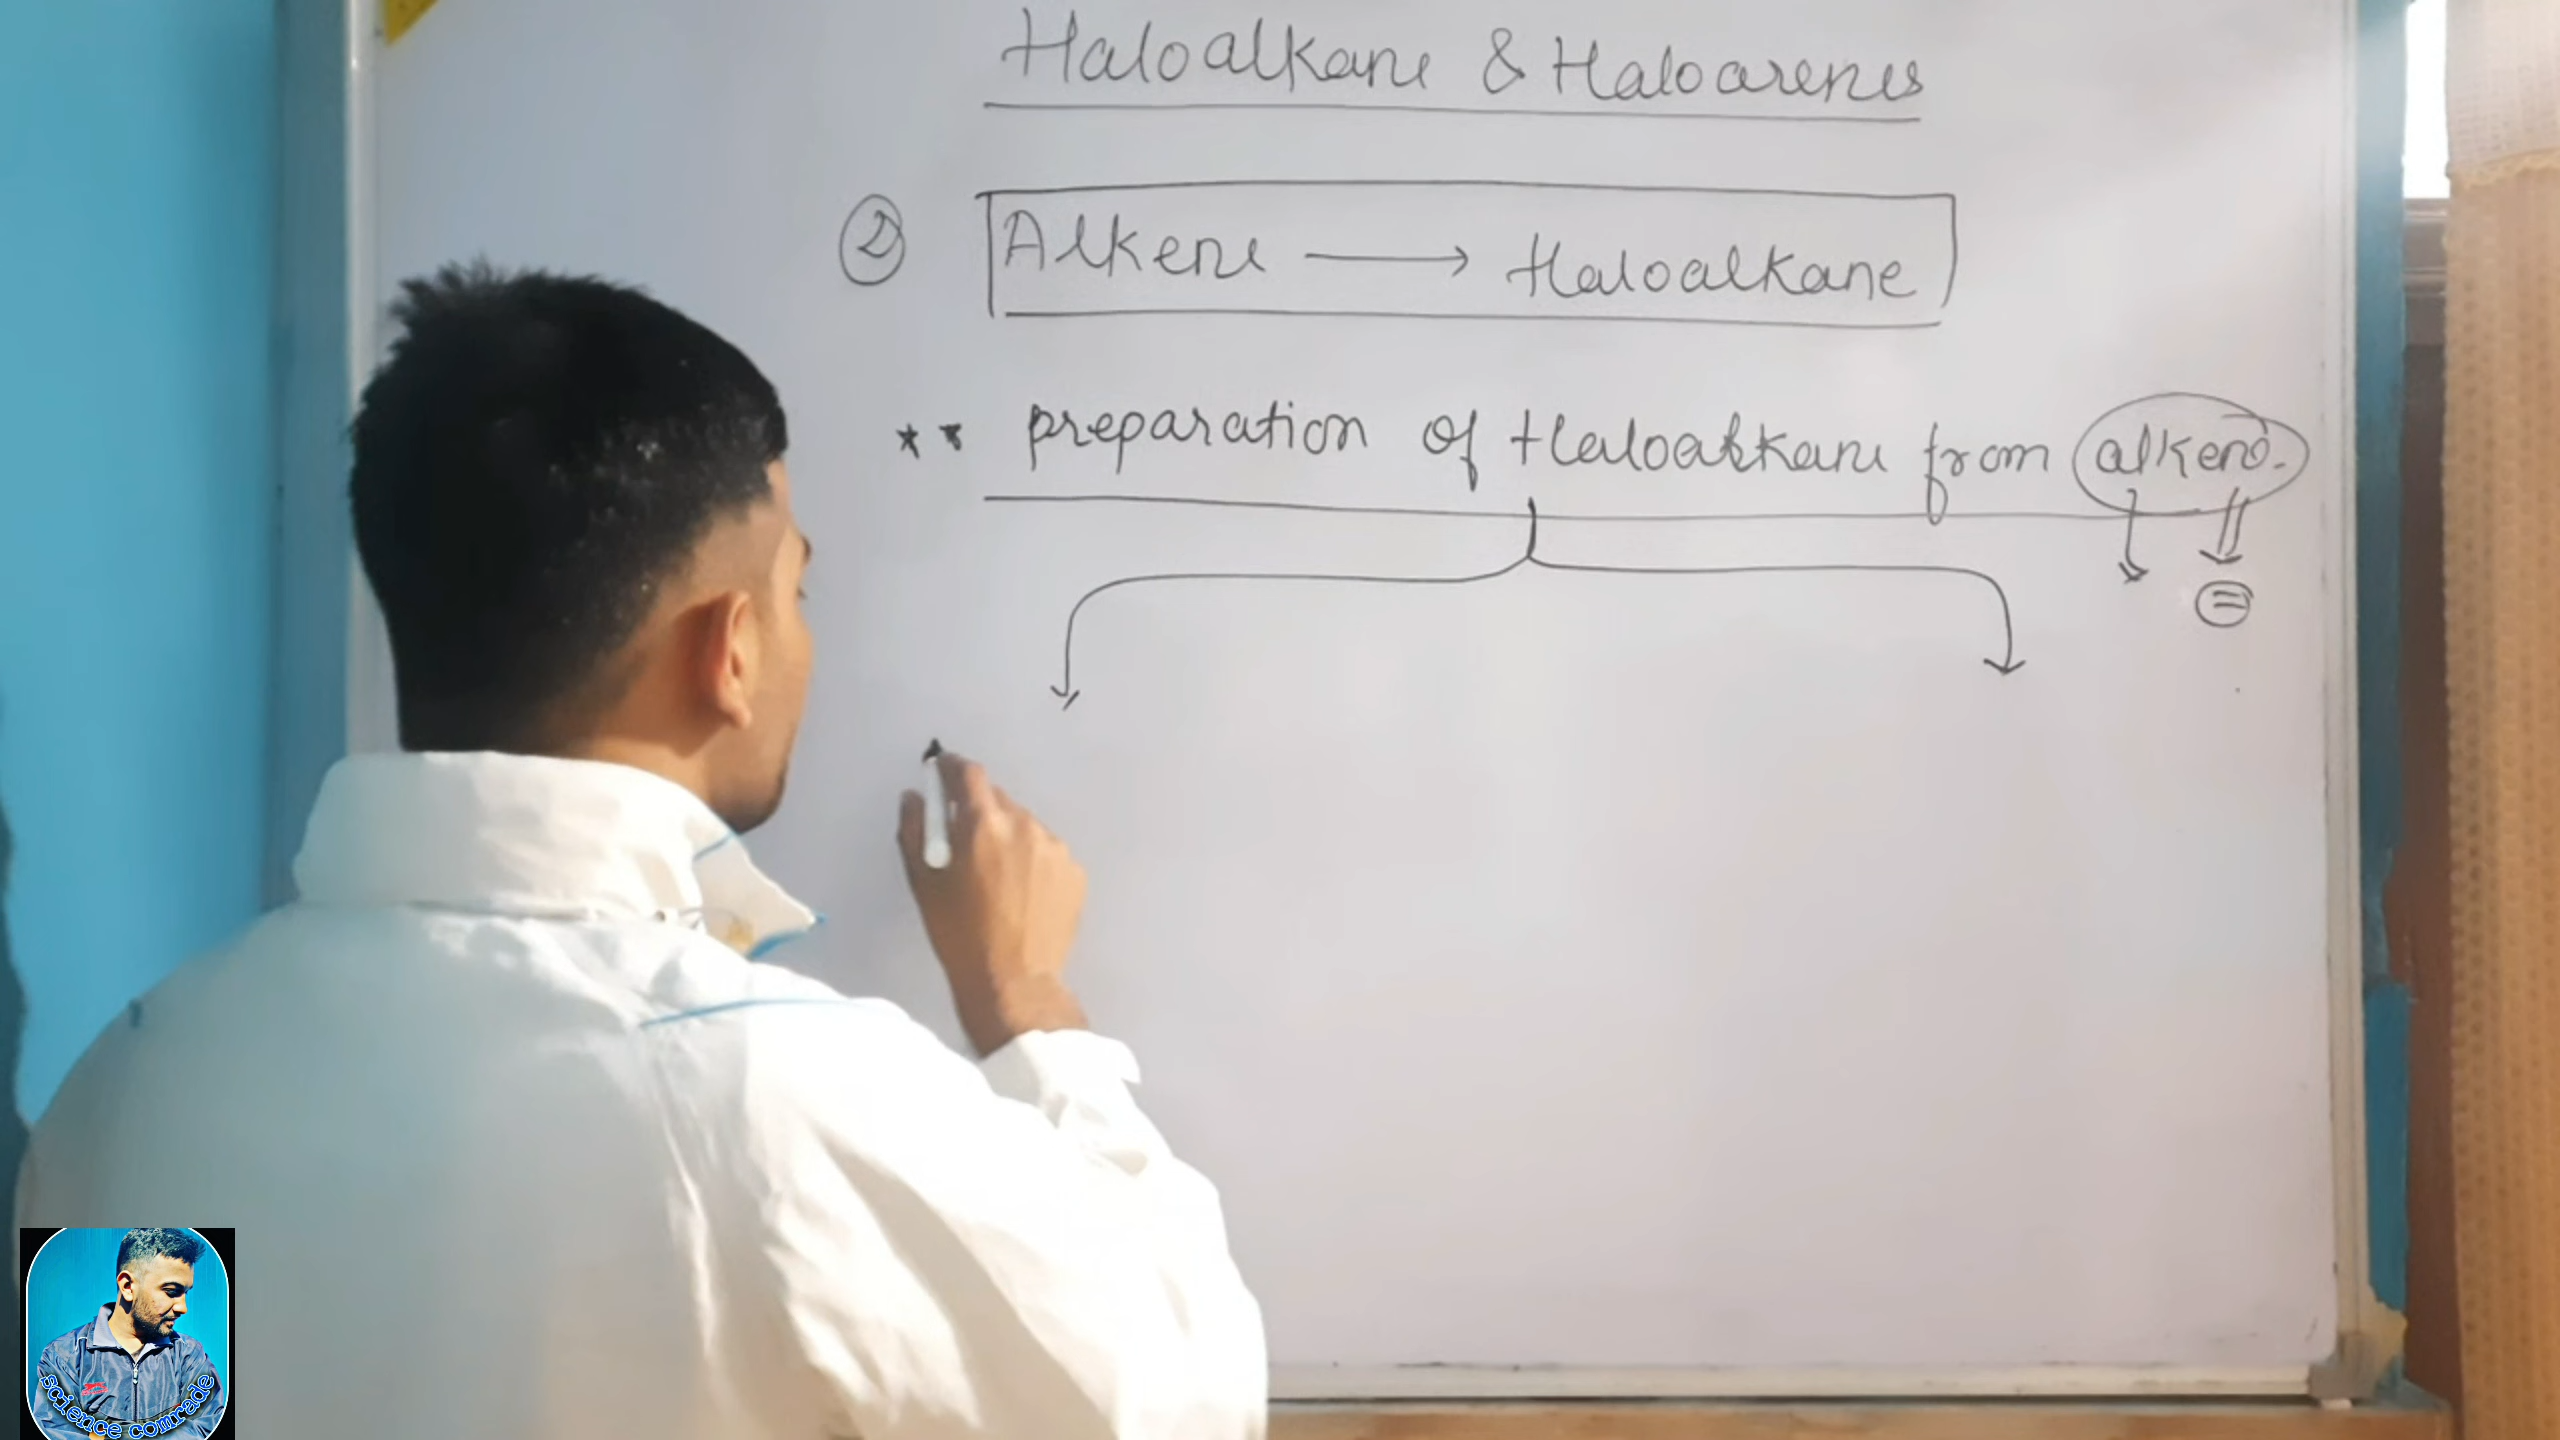 Haloalkane & Haloarenes
② Alkene ⟶ Haloalkane
** preparation of Haloalkane from alkene.
=
science comrade